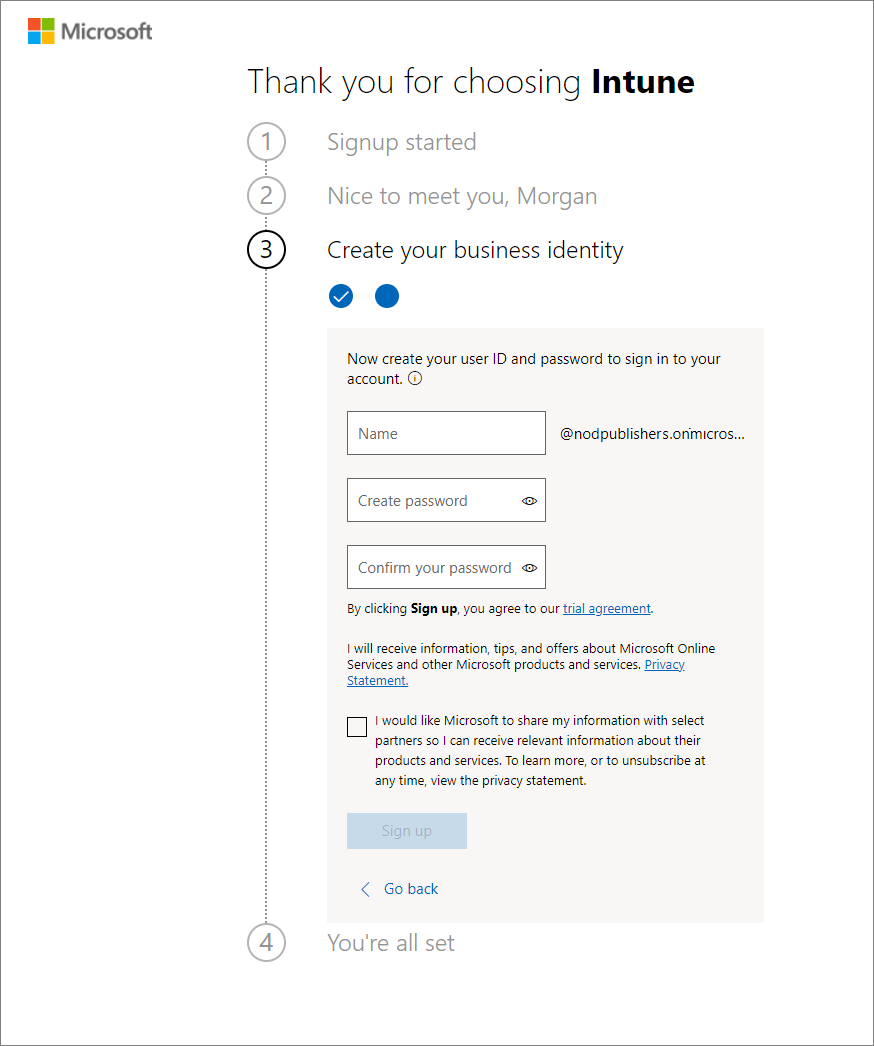 Microsoft
Thank you for choosing Intune
1 Signup started
2 Nice to meet you, Morgan
3 Create your business identity
Now create your user ID and password to sign in to your
account.
Name @nodpublishers.onmicros...
Create password
Confirm your password
By clicking Sign up, you agree to our trial agreement.
I will receive information, tips, and offers about Microsoft Online
Services and other Microsoft products and services. Privacy
Statement.
I would like Microsoft to share my information with select
partners so I can receive relevant information about their
products and services. To learn more, or to unsubscribe at
any time, view the privacy statement.
Sign up
Go back
4 You're all set